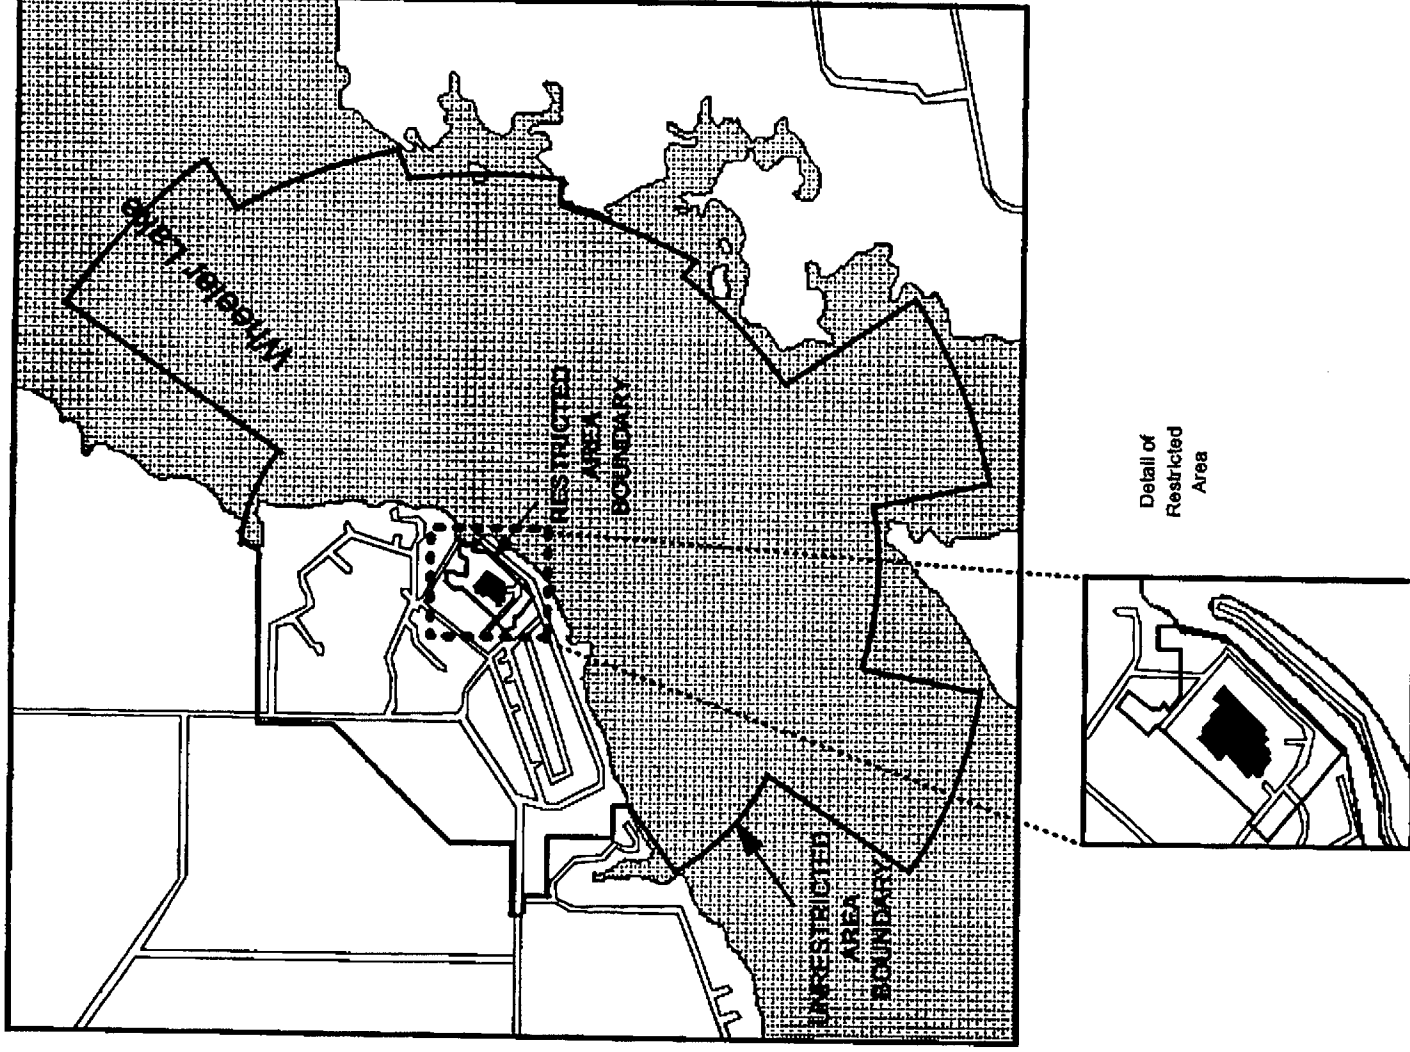 Wheeler Lake
RESTRICTED
AREA
BOUNDARY
UNRESTRICTED
AREA
BOUNDARY
Detail of
Restricted
Area